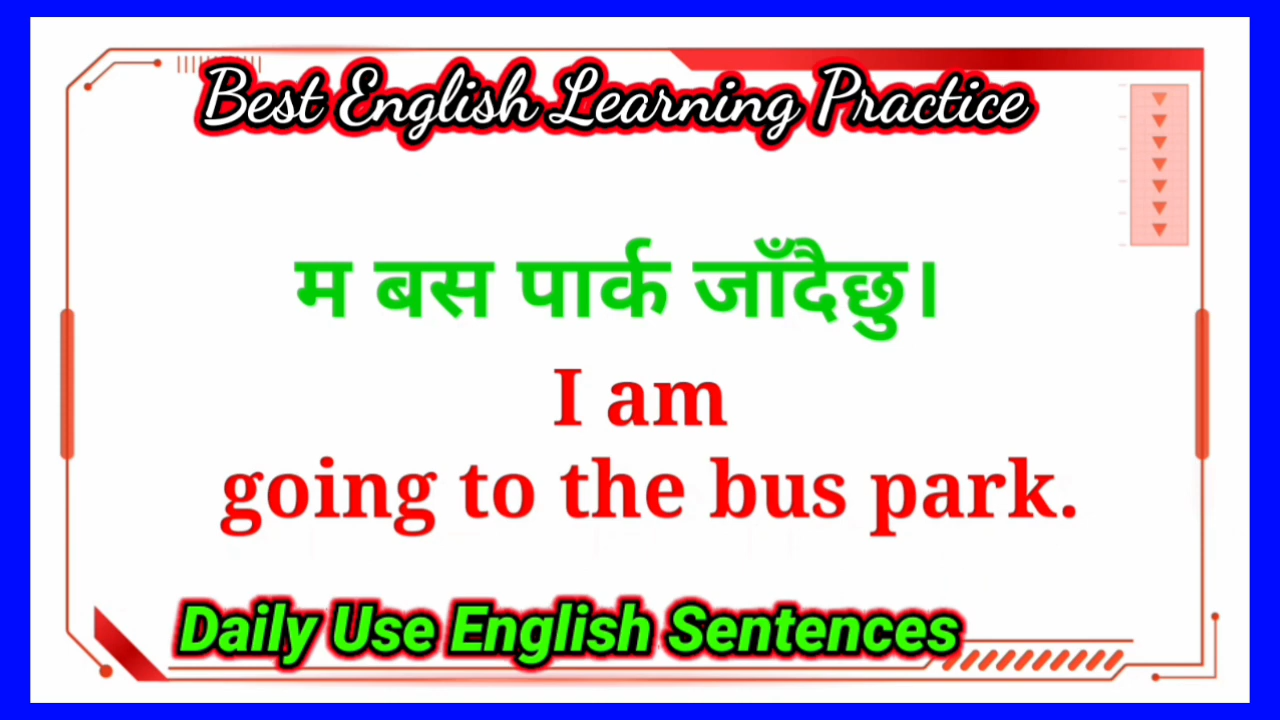 Best English Learning Practice
म बस पार्क जाँदैछु।
I am
going to the bus park.
Daily Use English Sentences